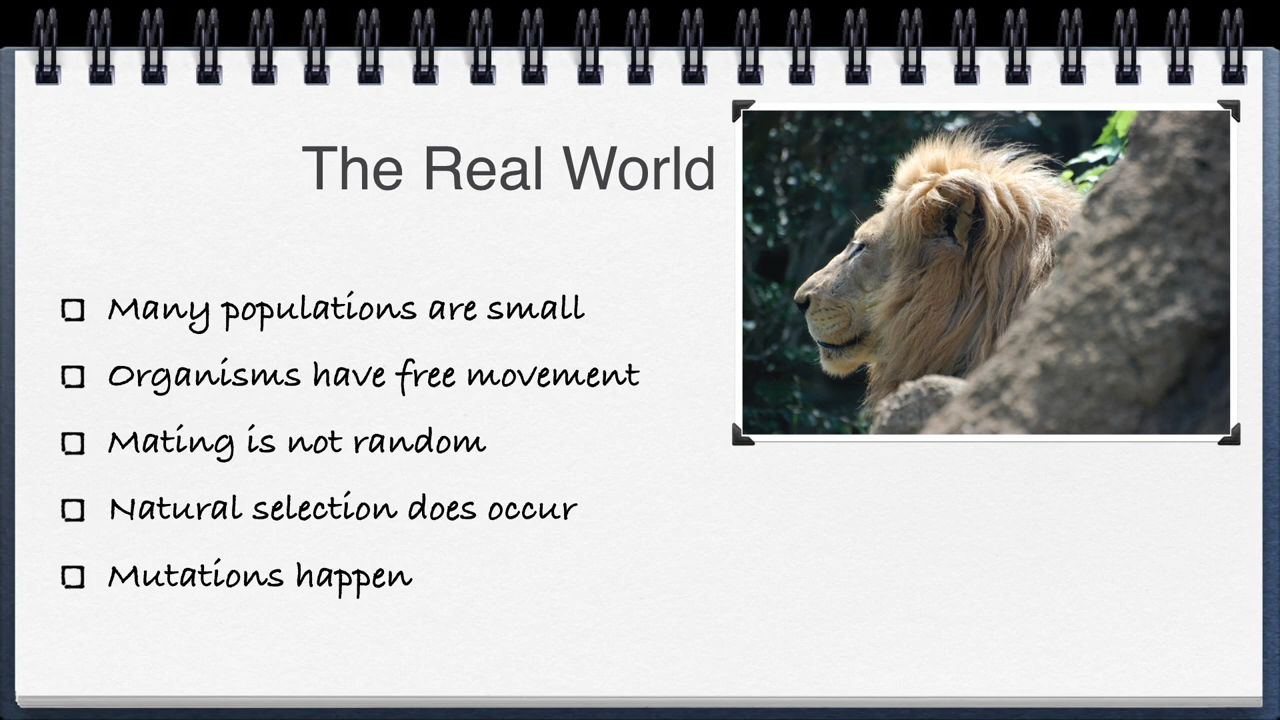 The Real World
Many populations are small
Organisms have free movement
Mating is not random
Natural selection does occur
Mutations happen